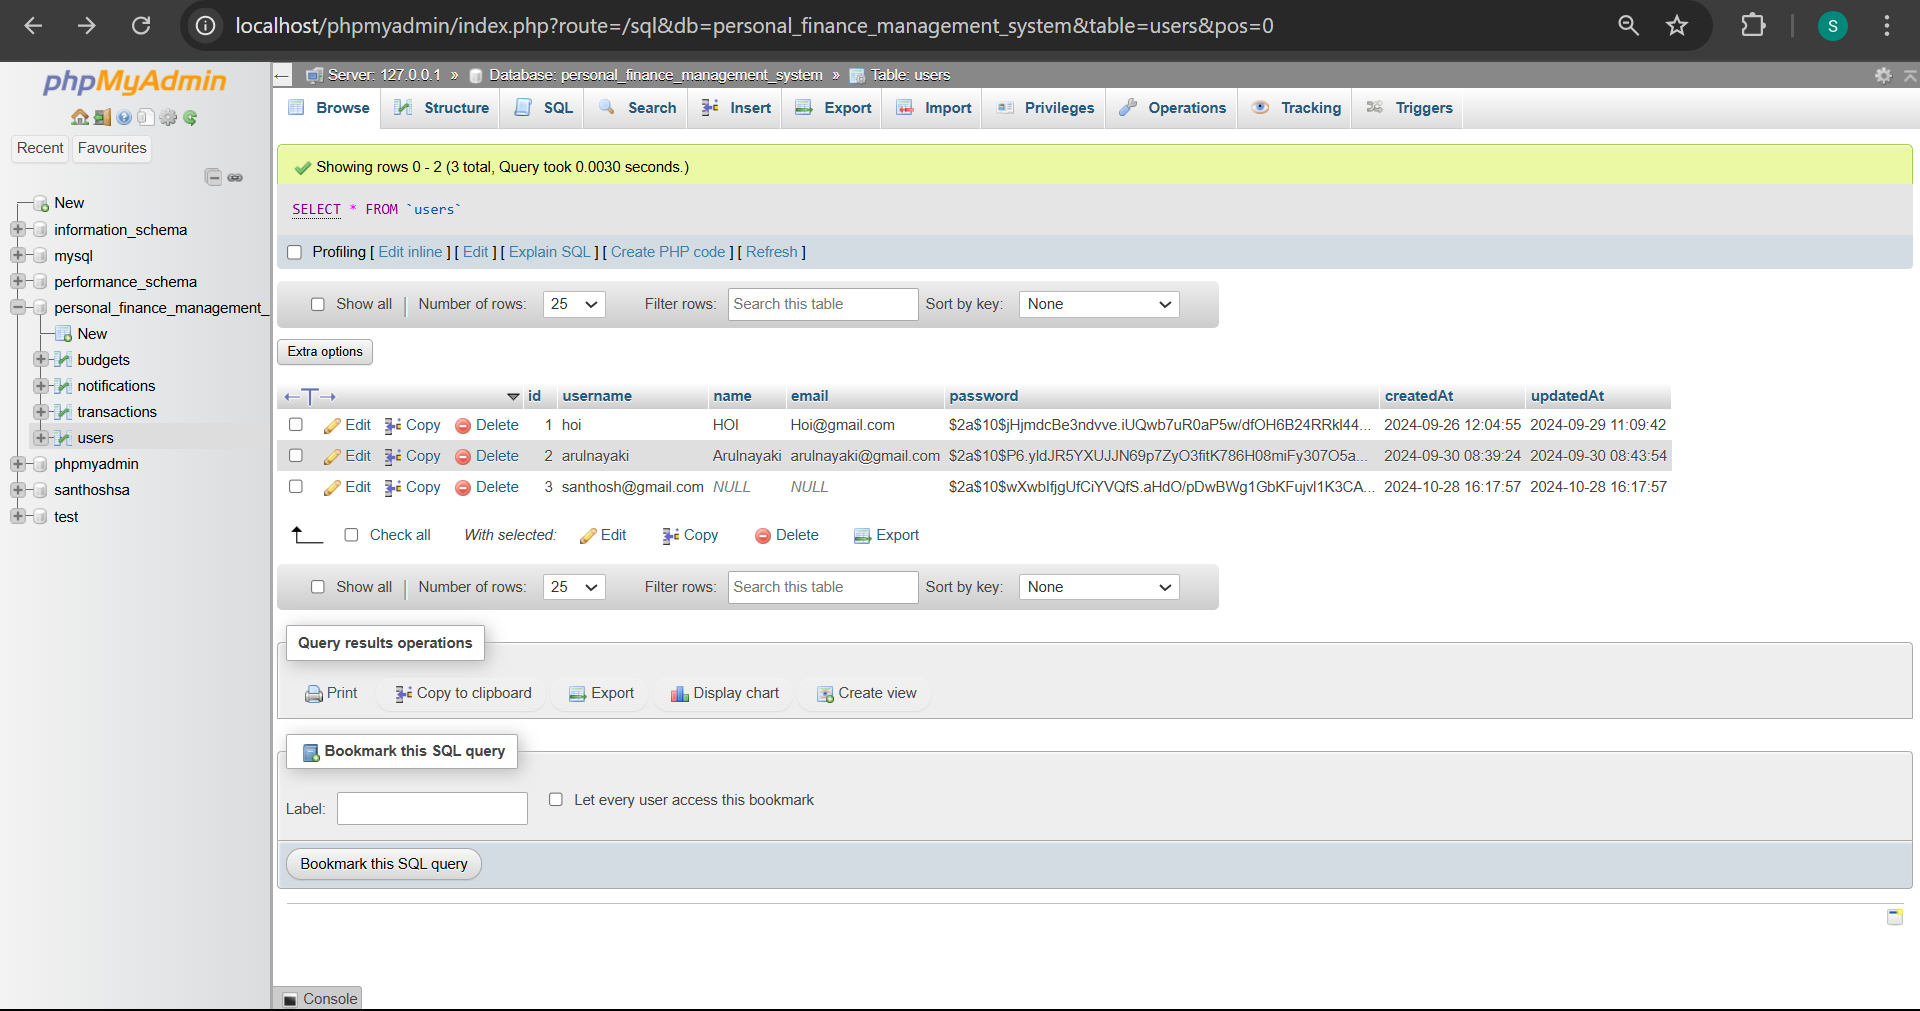 localhost/phpmyadmin/index.php?route=/sql&db=personal_finance_management_system&table=users&pos=0
S
phpMyAdmin
Recent Favourites
New
information_schema
mysql
performance_schema
personal_finance_management_
New
budgets
notifications
transactions
users
phpmyadmin
santhoshsa
test
Server: 127.0.0.1 » Database: personal_finance_management_system » Table: users
Browse Structure SQL Search Insert Export Import Privileges Operations Tracking Triggers
Showing rows 0 - 2 (3 total, Query took 0.0030 seconds.)
SELECT * FROM `users`
Profiling [ Edit inline ] [ Edit ] [ Explain SQL ] [ Create PHP code ] [ Refresh ]
Show all Number of rows: 25 Filter rows: Search this table Sort by key: None
Extra options
id username name email password createdAt updatedAt
Edit Copy Delete 1 hoi HOI Hoi@gmail.com $2a$10$jHjmdcBe3ndvve.iUQwb7uR0aP5w/dfOH6B24RRkl44... 2024-09-26 12:04:55 2024-09-29 11:09:42
Edit Copy Delete 2 arulnayaki Arulnayaki arulnayaki@gmail.com $2a$10$P6.yldJR5YXUJJN69p7ZyO3fitK786H08miFy307O5a... 2024-09-30 08:39:24 2024-09-30 08:43:54
Edit Copy Delete 3 santhosh@gmail.com NULL NULL $2a$10$wXwbIfjgUfCiYVQfS.aHdO/pDwBWg1GbKFujvl1K3CA... 2024-10-28 16:17:57 2024-10-28 16:17:57
Check all With selected: Edit Copy Delete Export
Show all Number of rows: 25 Filter rows: Search this table Sort by key: None
Query results operations
Print Copy to clipboard Export Display chart Create view
Bookmark this SQL query
Label: Let every user access this bookmark
Bookmark this SQL query
Console